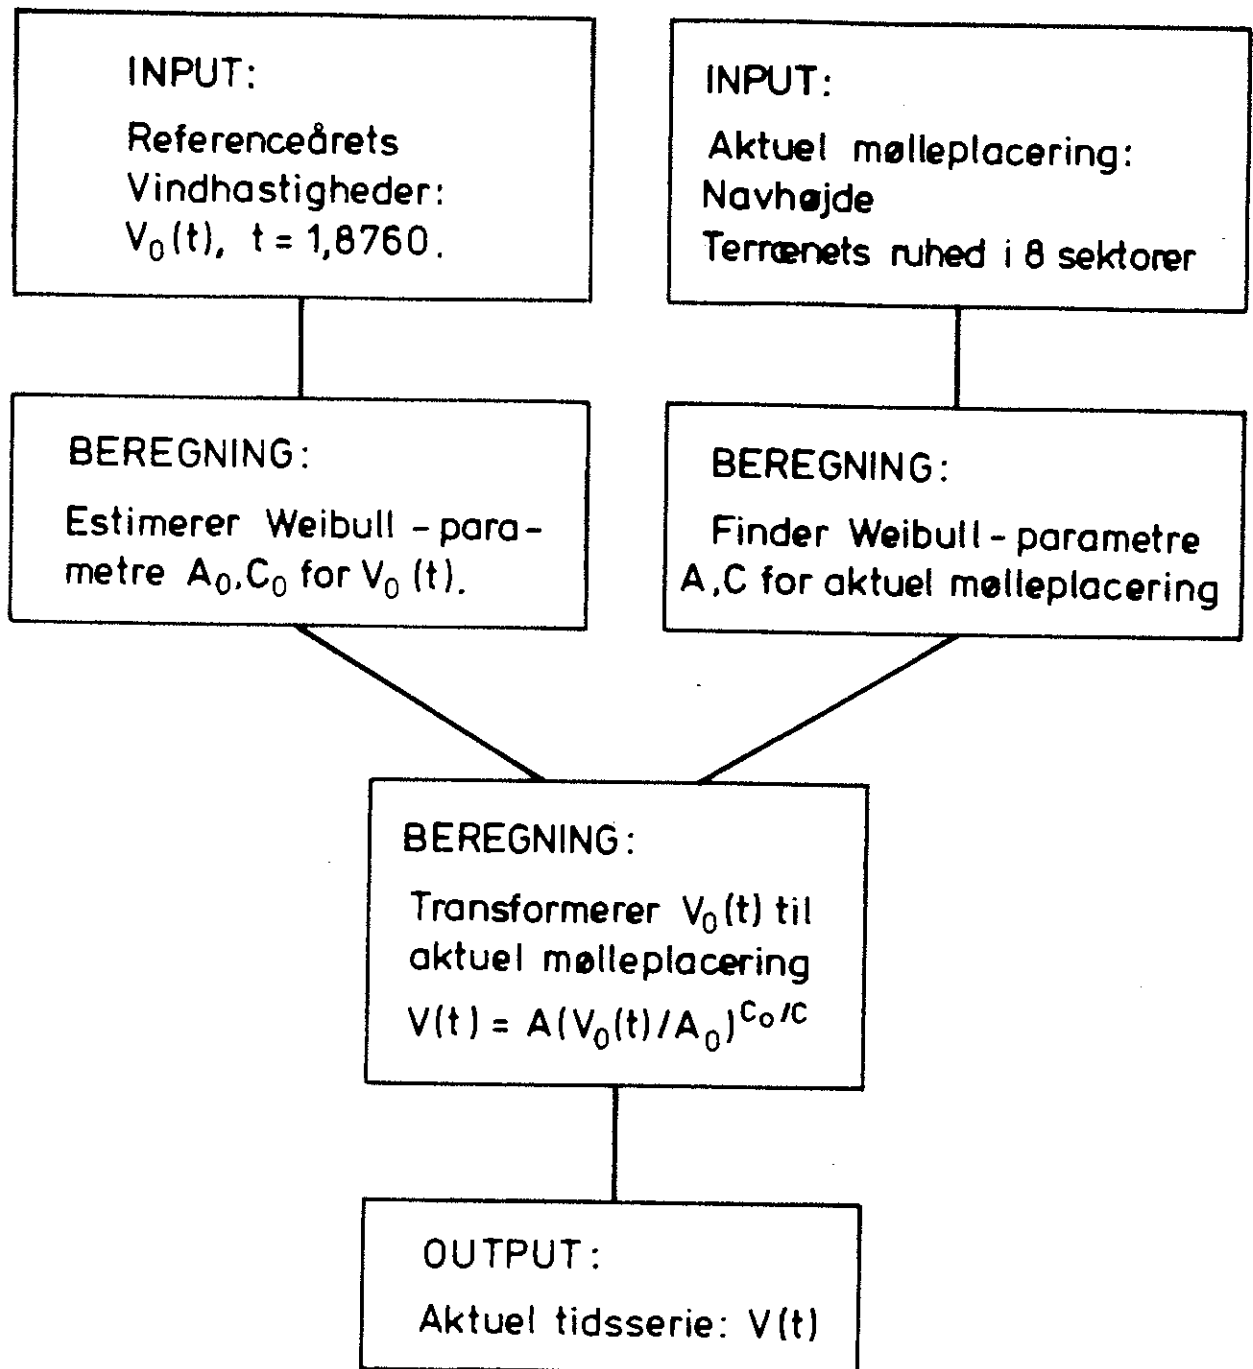 INPUT:
Referenceårets
Vindhastigheder:
V₀(t), t = 1,8760.
INPUT:
Aktuel mølleplacering:
Navhøjde
Terrænets ruhed i 8 sektorer
BEREGNING:
Estimerer Weibull - para-
metre A₀,C₀ for V₀ (t).
BEREGNING:
Finder Weibull - parametre
A,C for aktuel mølleplacering
BEREGNING:
Transformerer V₀(t) til
aktuel mølleplacering
V(t) = A(V₀(t)/A₀)^C₀/C
OUTPUT:
Aktuel tidsserie: V(t)